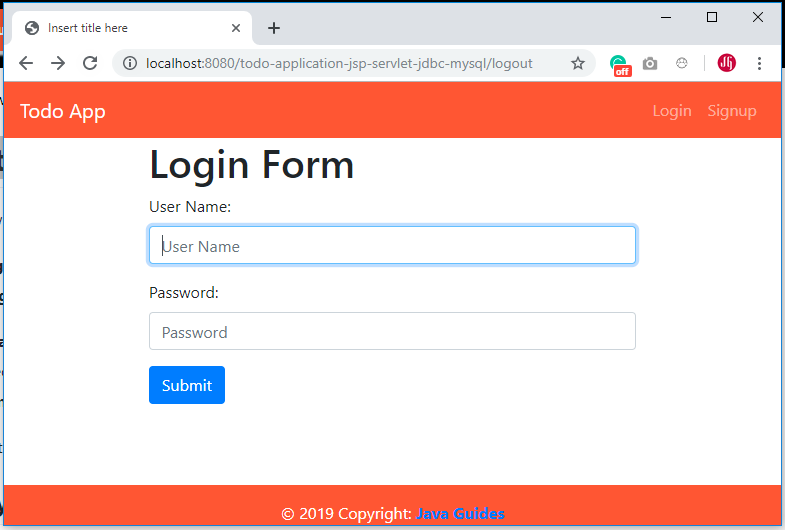 Insert title here
localhost:8080/todo-application-jsp-servlet-jdbc-mysql/logout
off
Todo App Login Signup
Login Form
User Name:
User Name
Password:
Password
Submit
© 2019 Copyright: Java Guides